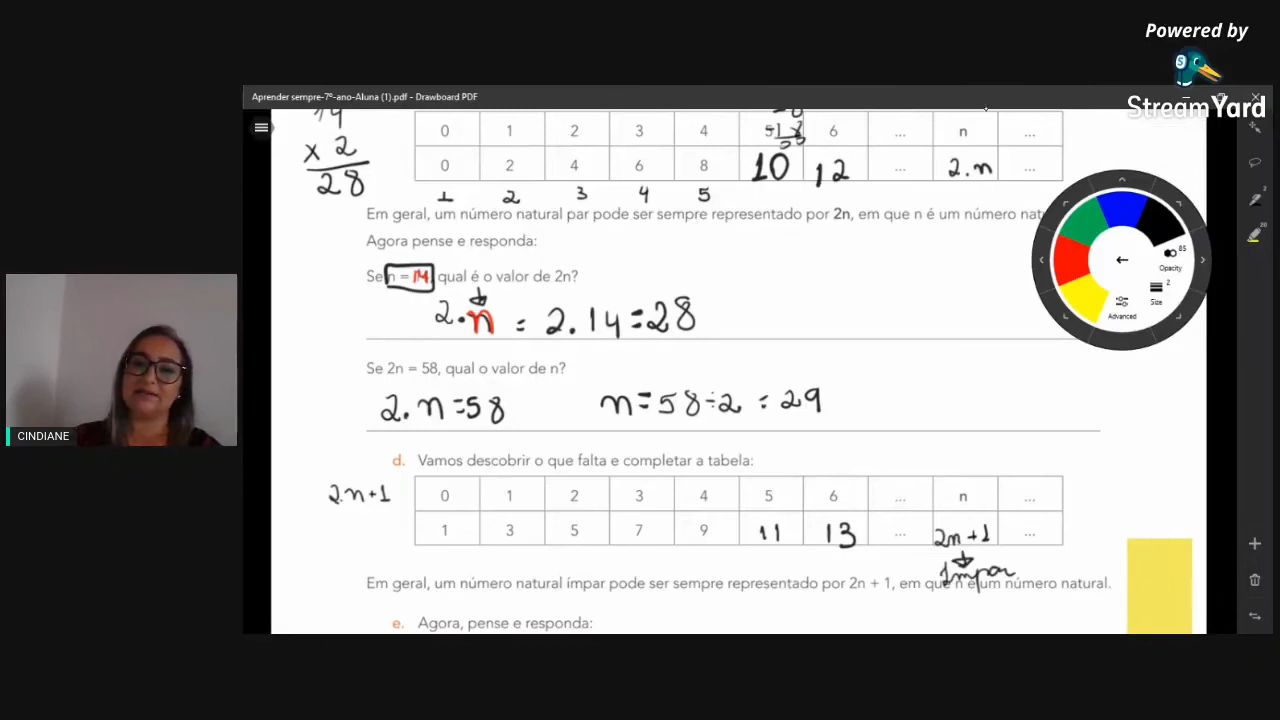 Powered by
StreamYard
Aprender sempre-7º-ano-Aluna (1).pdf - Drawboard PDF
x 2
28
0 1 2 3 4 6 ... n ...
0 2 4 6 8 10 12 ... 2.n ...
1 2 3 4 5
Em geral, um número natural par pode ser sempre representado por 2n, em que n é um número
Agora pense e responda:
Se n = 14, qual é o valor de 2n?
2.n = 2.14=28
Se 2n = 58, qual o valor de n?
2.n=58 n=58÷2 = 29
d. Vamos descobrir o que falta e completar a tabela:
2.n+1 0 1 2 3 4 5 6 ... n ...
1 3 5 7 9 11 13 ... 2n+1 ...
Impar
Em geral, um número natural ímpar pode ser sempre representado por 2n + 1, em que n é um número natural.
e. Agora, pense e responda:
CINDIANE
85
Opacity
2
Size
Advanced
2
20